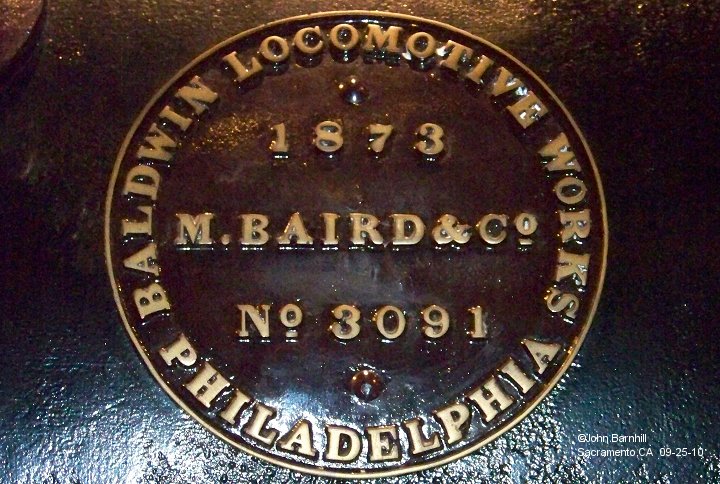 BALDWIN LOCOMOTIVE WORKS
1873
M. BAIRD & Cº
Nº 3091
PHILADELPHIA
©John Barnhill
Sacramento,CA 09-25-10